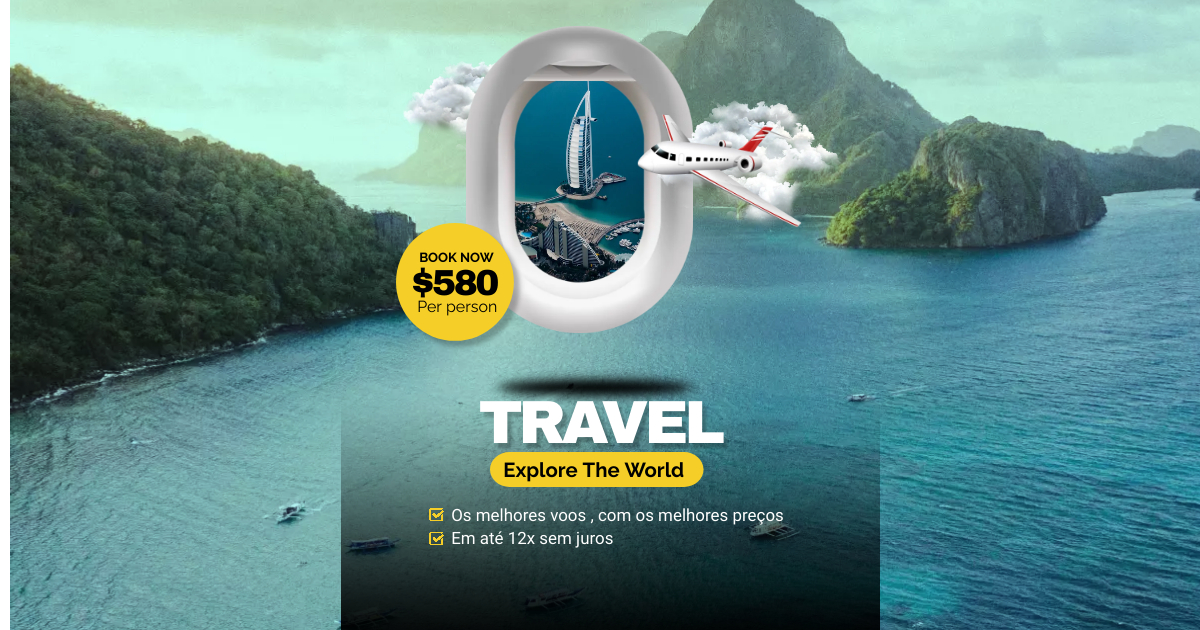 BOOK NOW
$580
Per person
TRAVEL
Explore The World
Os melhores voos , com os melhores preços
Em até 12x sem juros